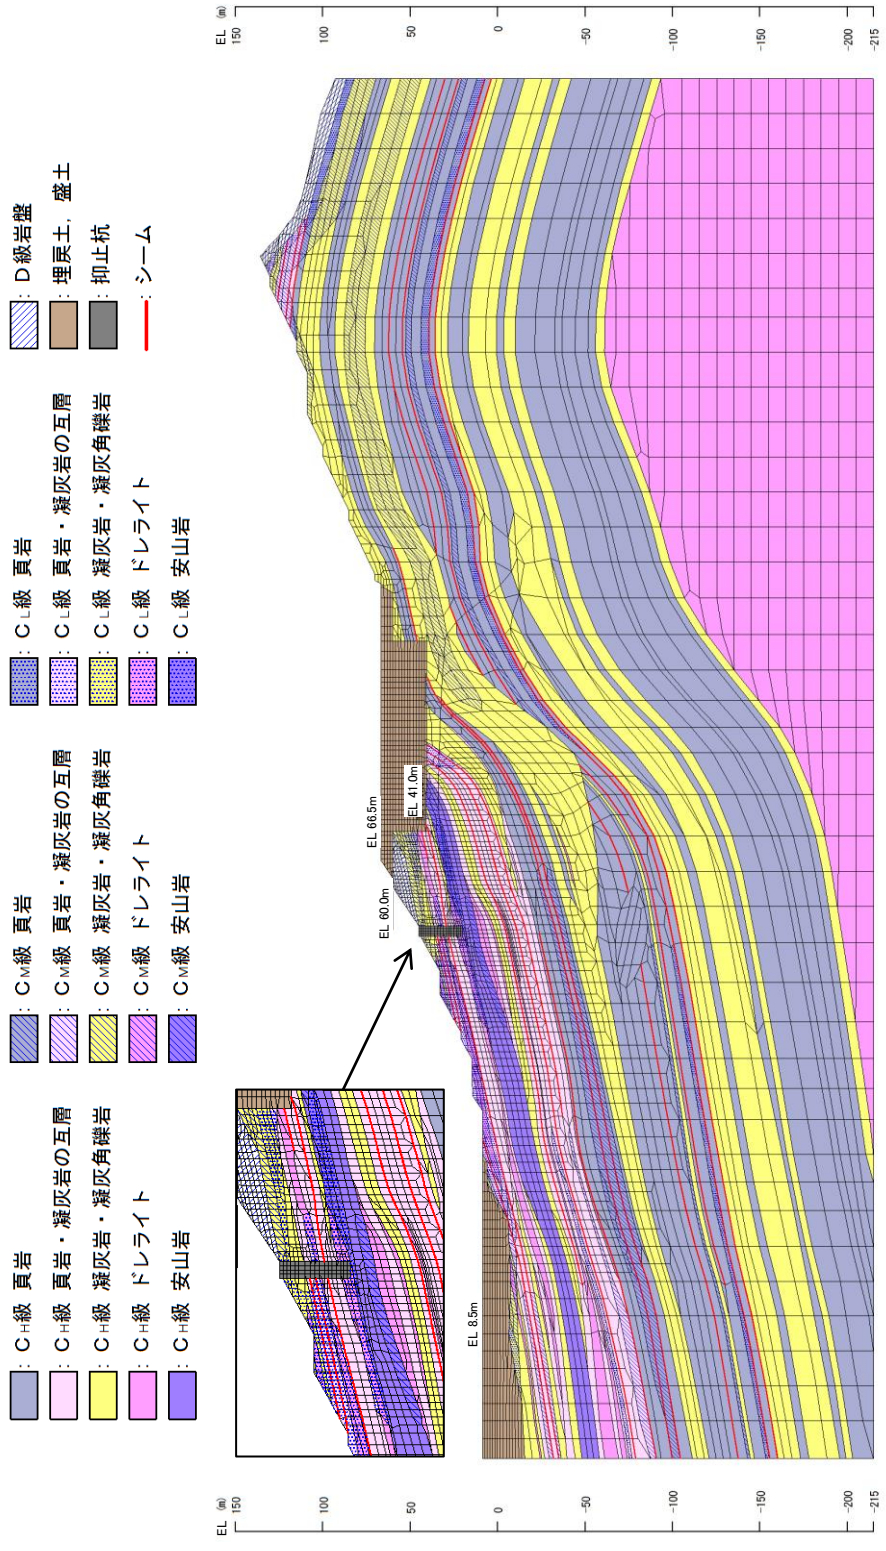 : CH級 頁岩
: CH級 頁岩・凝灰岩の互層
: CH級 凝灰岩・凝灰角礫岩
: CH級 ドレライト
: CH級 安山岩
: CM級 頁岩
: CM級 頁岩・凝灰岩の互層
: CM級 凝灰岩・凝灰角礫岩
: CM級 ドレライト
: CM級 安山岩
: CL級 頁岩
: CL級 頁岩・凝灰岩の互層
: CL級 凝灰岩・凝灰角礫岩
: CL級 ドレライト
: CL級 安山岩
: D級岩盤
: 埋戻土，盛土
: 抑止杭
: シーム
EL (m)
150
100
50
0
-50
-100
-150
-200
-215
EL 8.5m
EL 60.0m
EL 66.5m
EL 41.0m
EL (m)
150
100
50
0
-50
-100
-150
-200
-215